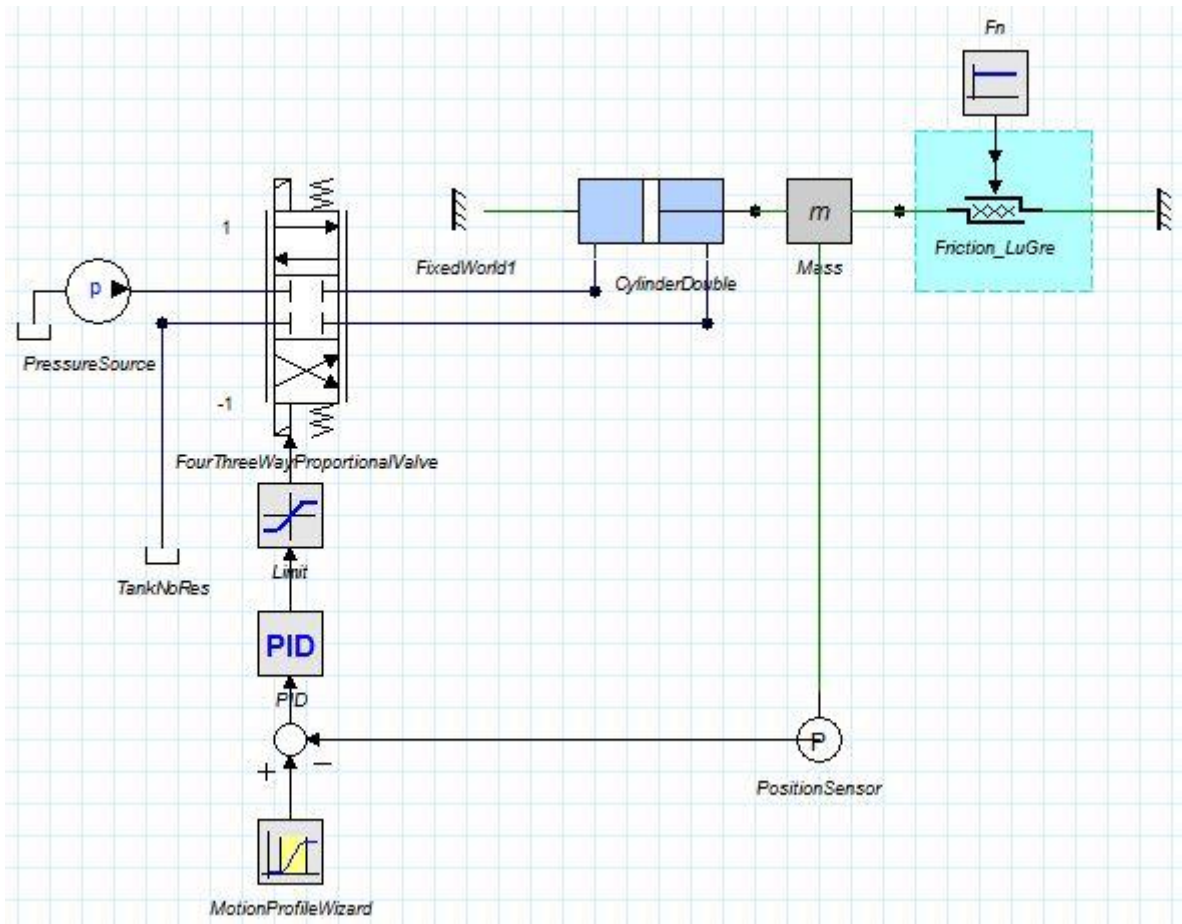 Fn
1
FixedWorld1
CylinderDouble
m
Mass
Friction_LuGre
p
PressureSource
-1
FourThreeWayProportionalValve
Limit
TankNoRes
PID
PID
+
−
P
PositionSensor
MotionProfileWizard